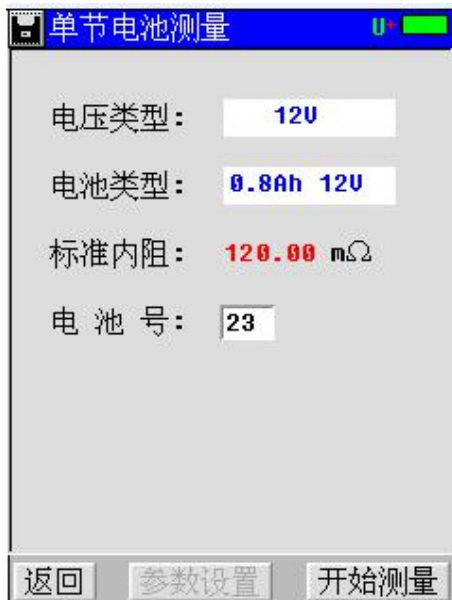 单节电池测量 U+
电压类型: 12V
电池类型: 0.8Ah 12V
标准内阻: 120.00 mΩ
电 池 号: 23
返回 参数设置 开始测量